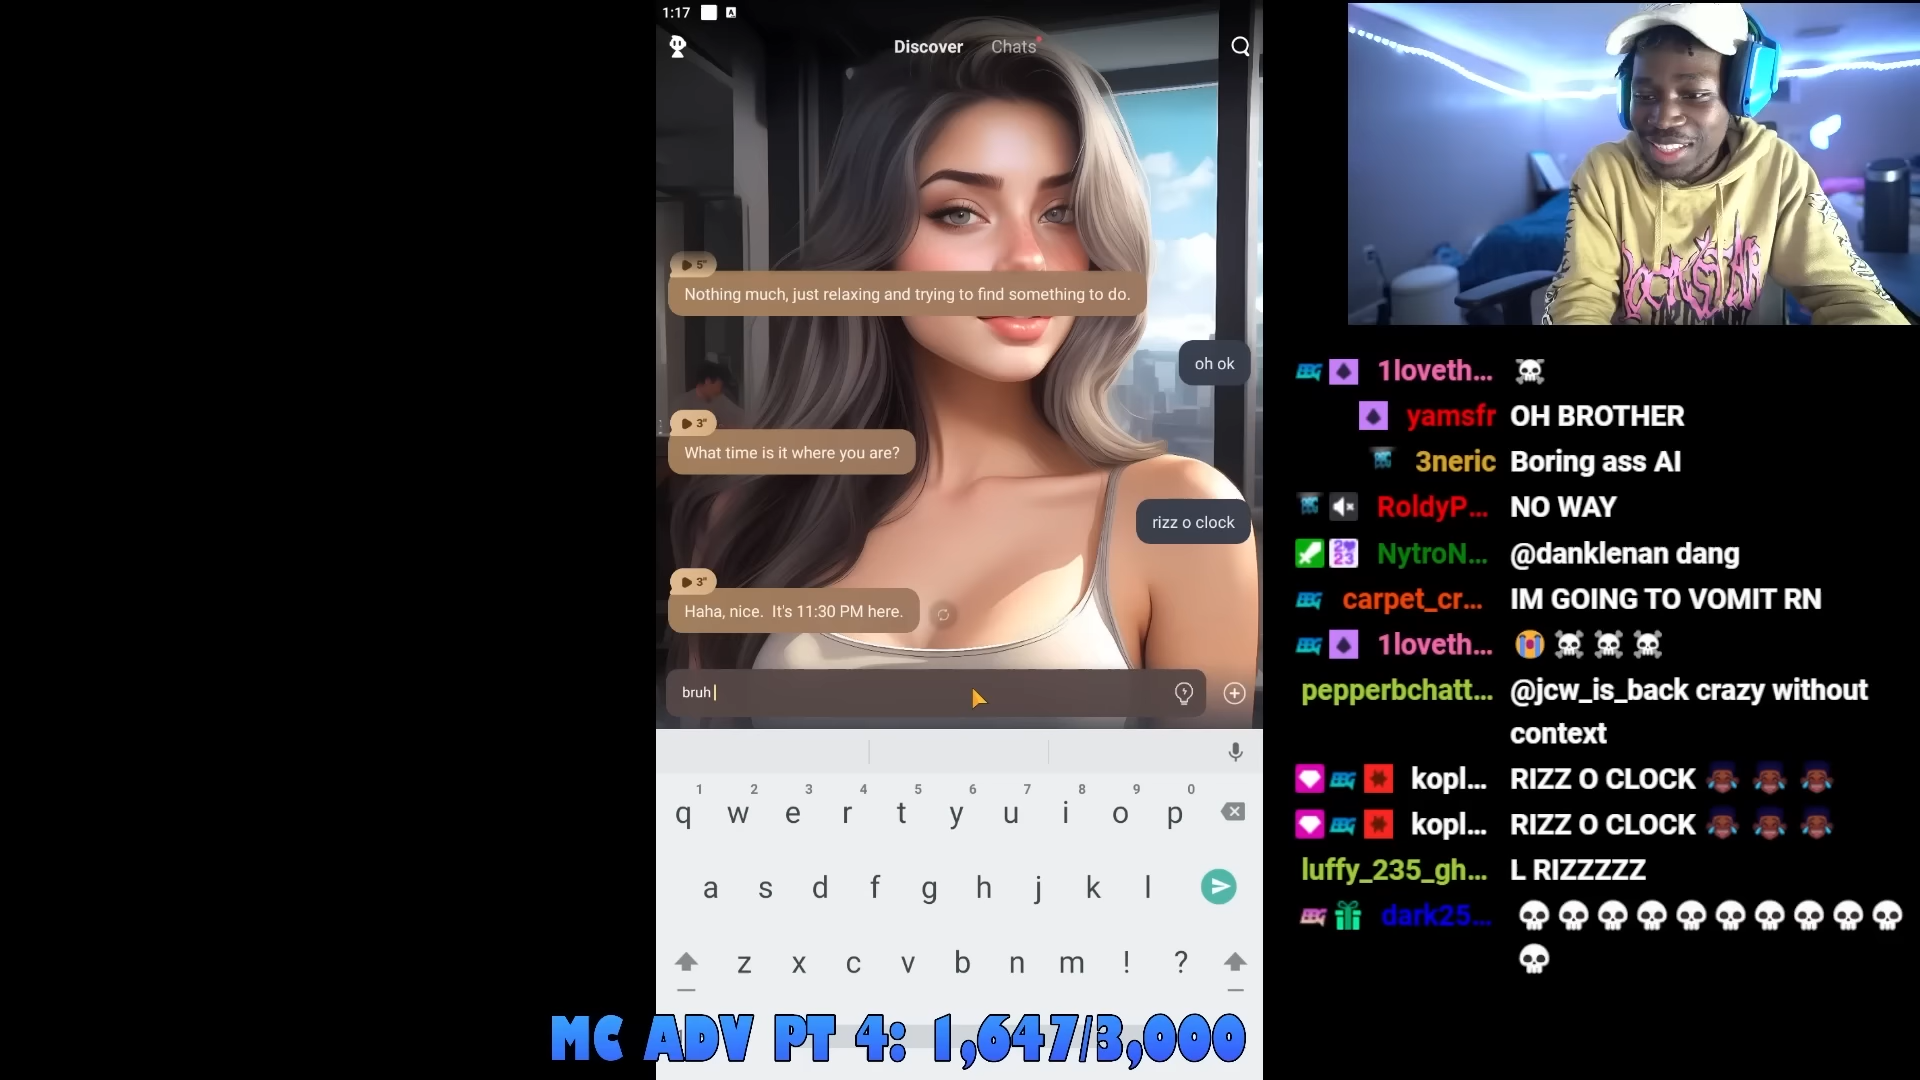 1:17
Discover Chats
5"
Nothing much, just relaxing and trying to find something to do.
oh ok
3"
What time is it where you are?
rizz o clock
3"
Haha, nice. It's 11:30 PM here.
bruh
1 2 3 4 5 6 7 8 9 0
q w e r t y u i o p
a s d f g h j k l
z x c v b n m ! ?
MC ADV PT 4: 1,647/3,000
ROCKSTAR
1loveth...
yamsfr OH BROTHER
3neric Boring ass AI
RoldyP... NO WAY
NytroN... @danklenan dang
carpet_cr... IM GOING TO VOMIT RN
1loveth...
pepperbchatt... @jcw_is_back crazy without
context
kopl... RIZZ O CLOCK
kopl... RIZZ O CLOCK
luffy_235_gh... L RIZZZZZ
dark25...